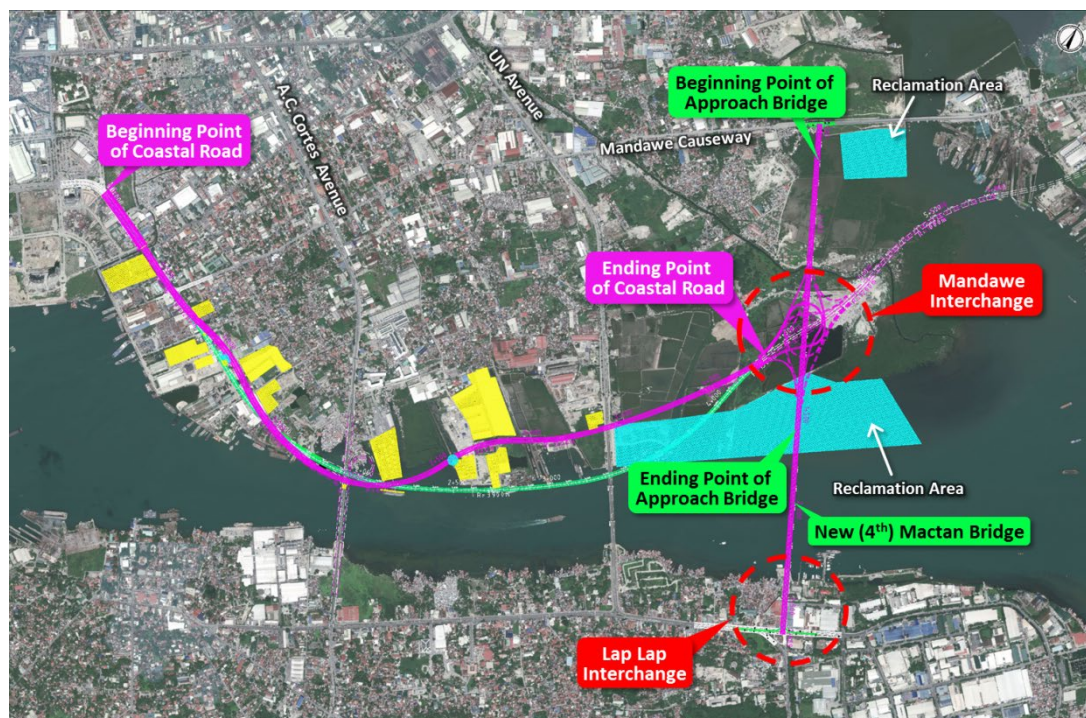 Beginning Point
of Coastal Road
A.C. Cortes Avenue
UN Avenue
Beginning Point of
Approach Bridge
Reclamation Area
Mandawe Causeway
Ending Point
of Coastal Road
Mandawe
Interchange
Ending Point of
Approach Bridge
Reclamation Area
New (4th) Mactan Bridge
Lap Lap
Interchange